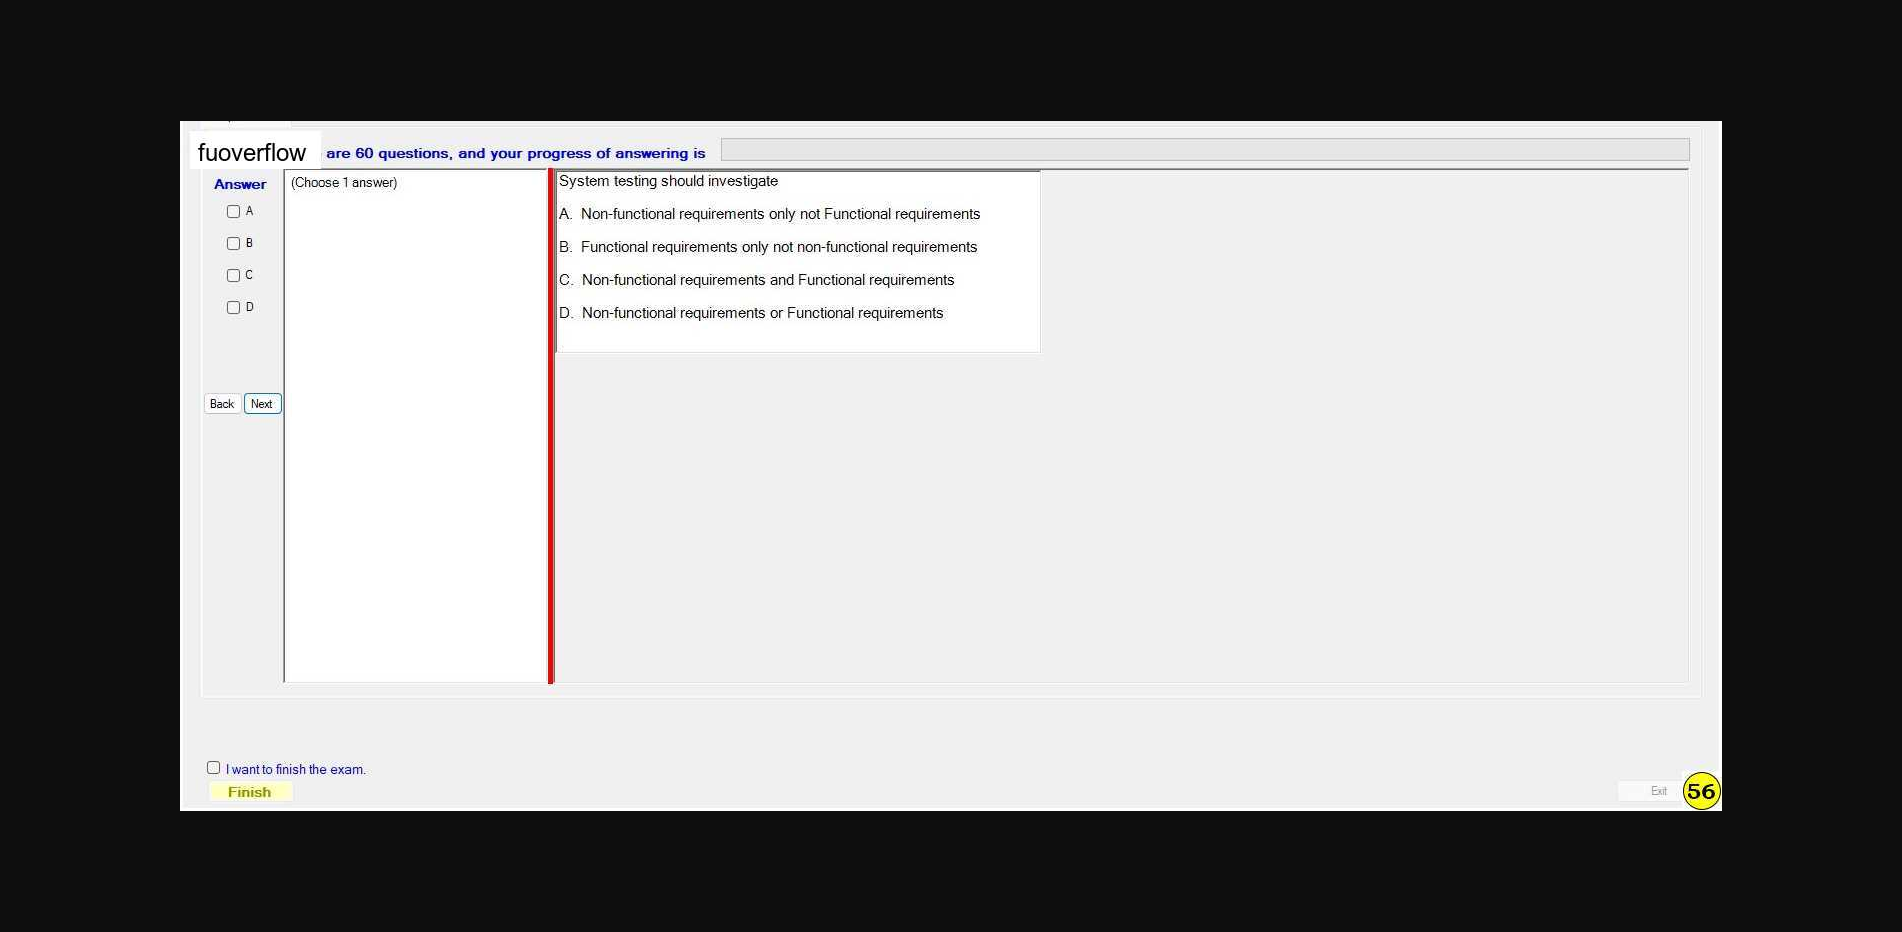 fuoverflow are 60 questions, and your progress of answering is
Answer
(Choose 1 answer)
A
B
C
D
Back Next
System testing should investigate
A. Non-functional requirements only not Functional requirements
B. Functional requirements only not non-functional requirements
C. Non-functional requirements and Functional requirements
D. Non-functional requirements or Functional requirements
I want to finish the exam.
Finish
Exit
56